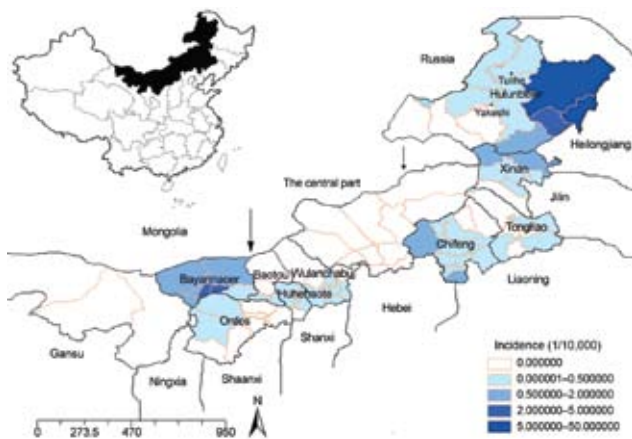 Russia
Tulihe
Hulunbeier
Yakeshi
Heilongjiang
Xinan
The central part
Jilin
Mongolia
Tongliao
Chifeng
Baotou
Wulanchabu
Bayannaoer
Liaoning
Huhehaote
Hebei
Ordos
Shanxi
Gansu
Ningxia
Shaanxi
N
0 273.5 470 950
Incidence (1/10,000)
0.000000
0.000001–0.500000
0.500000–2.000000
2.000000–5.000000
5.000000–50.000000